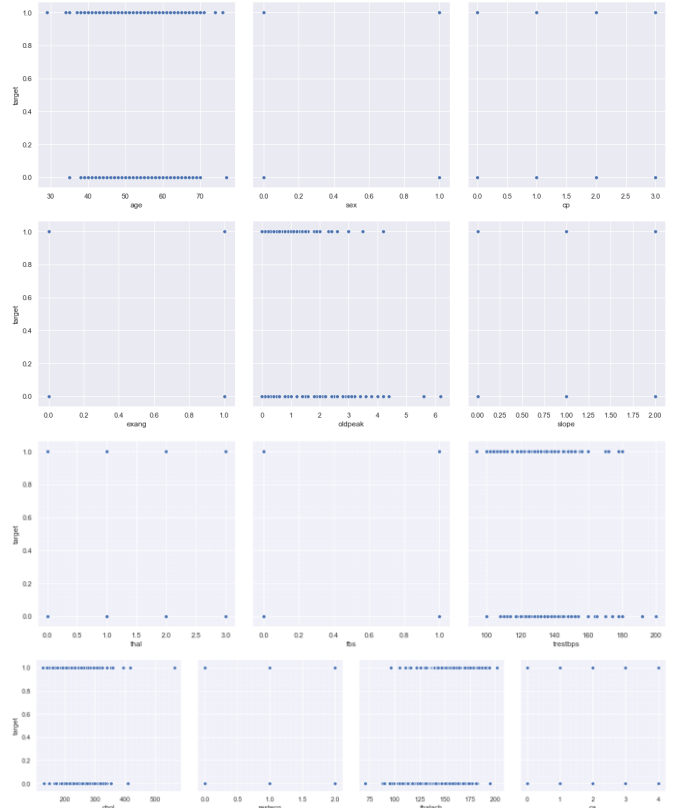 1.0
0.8
0.6
0.4
0.2
0.0
target
30 40 50 60 70
age
0.0 0.2 0.4 0.6 0.8 1.0
sex
0.0 0.5 1.0 1.5 2.0 2.5 3.0
cp
1.0
0.8
0.6
0.4
0.2
0.0
target
0.0 0.2 0.4 0.6 0.8 1.0
exang
0 1 2 3 4 5 6
oldpeak
0.00 0.25 0.50 0.75 1.00 1.25 1.50 1.75 2.00
slope
1.0
0.8
0.6
0.4
0.2
0.0
target
0.0 0.5 1.0 1.5 2.0 2.5 3.0
thal
0.0 0.2 0.4 0.6 0.8 1.0
fbs
100 120 140 160 180 200
trestbps
1.0
0.8
0.6
0.4
0.2
0.0
target
200 300 400 500
chol
0.0 0.5 1.0 1.5 2.0
restecg
75 100 125 150 175 200
thalach
0 1 2 3 4
ca